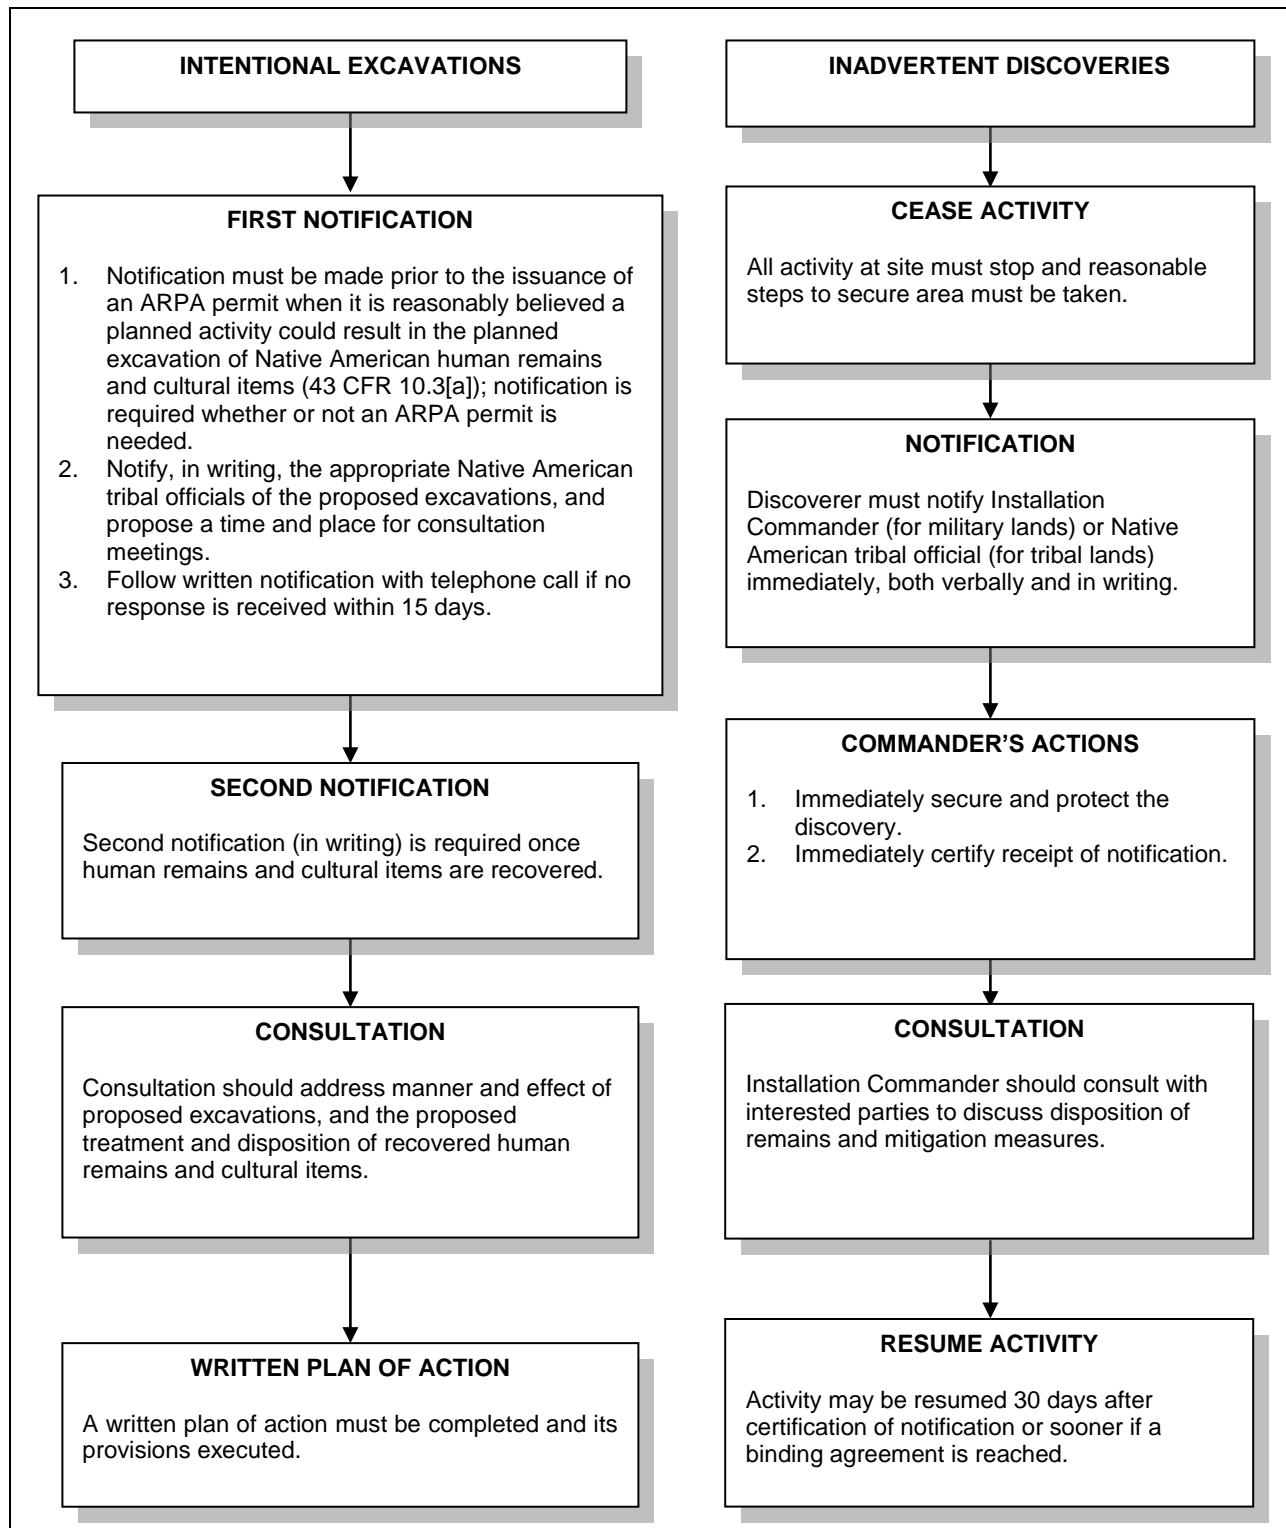 INTENTIONAL EXCAVATIONS
FIRST NOTIFICATION
1. Notification must be made prior to the issuance of
an ARPA permit when it is reasonably believed a
planned activity could result in the planned
excavation of Native American human remains
and cultural items (43 CFR 10.3[a]); notification is
required whether or not an ARPA permit is
needed.
2. Notify, in writing, the appropriate Native American
tribal officials of the proposed excavations, and
propose a time and place for consultation
meetings.
3. Follow written notification with telephone call if no
response is received within 15 days.
SECOND NOTIFICATION
Second notification (in writing) is required once
human remains and cultural items are recovered.
CONSULTATION
Consultation should address manner and effect of
proposed excavations, and the proposed
treatment and disposition of recovered human
remains and cultural items.
WRITTEN PLAN OF ACTION
A written plan of action must be completed and its
provisions executed.
INADVERTENT DISCOVERIES
CEASE ACTIVITY
All activity at site must stop and reasonable
steps to secure area must be taken.
NOTIFICATION
Discoverer must notify Installation
Commander (for military lands) or Native
American tribal official (for tribal lands)
immediately, both verbally and in writing.
COMMANDER'S ACTIONS
1. Immediately secure and protect the
discovery.
2. Immediately certify receipt of notification.
CONSULTATION
Installation Commander should consult with
interested parties to discuss disposition of
remains and mitigation measures.
RESUME ACTIVITY
Activity may be resumed 30 days after
certification of notification or sooner if a
binding agreement is reached.